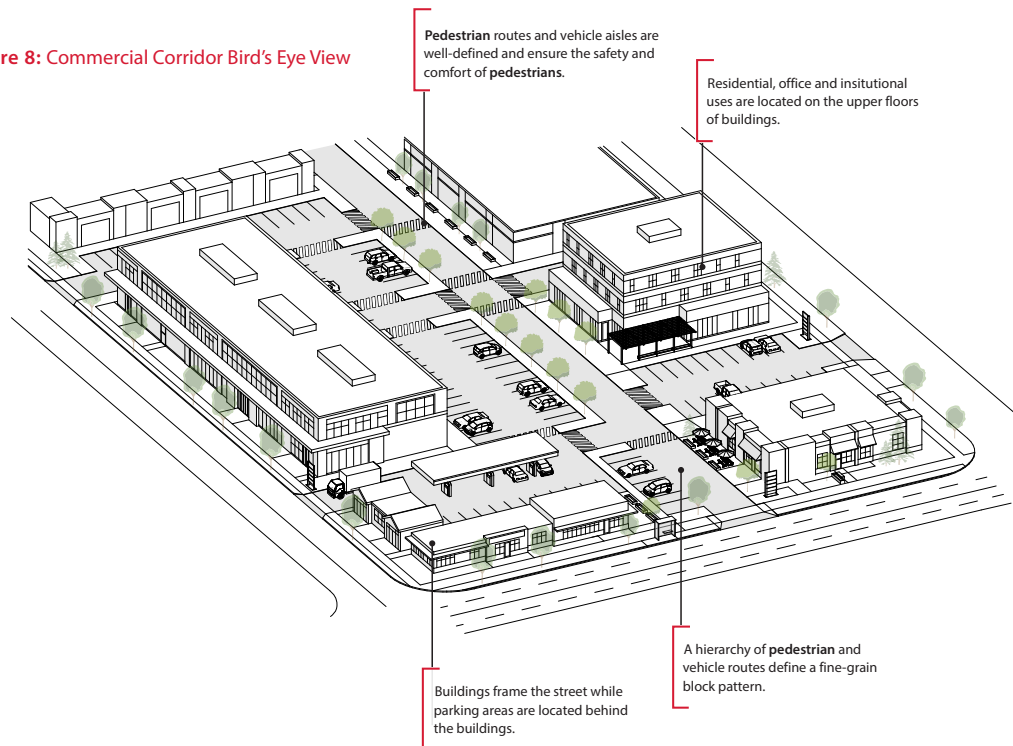 re 8: Commercial Corridor Bird's Eye View
Pedestrian routes and vehicle aisles are
well-defined and ensure the safety and
comfort of pedestrians.
Residential, office and insitutional
uses are located on the upper floors
of buildings.
A hierarchy of pedestrian and
vehicle routes define a fine-grain
block pattern.
Buildings frame the street while
parking areas are located behind
the buildings.